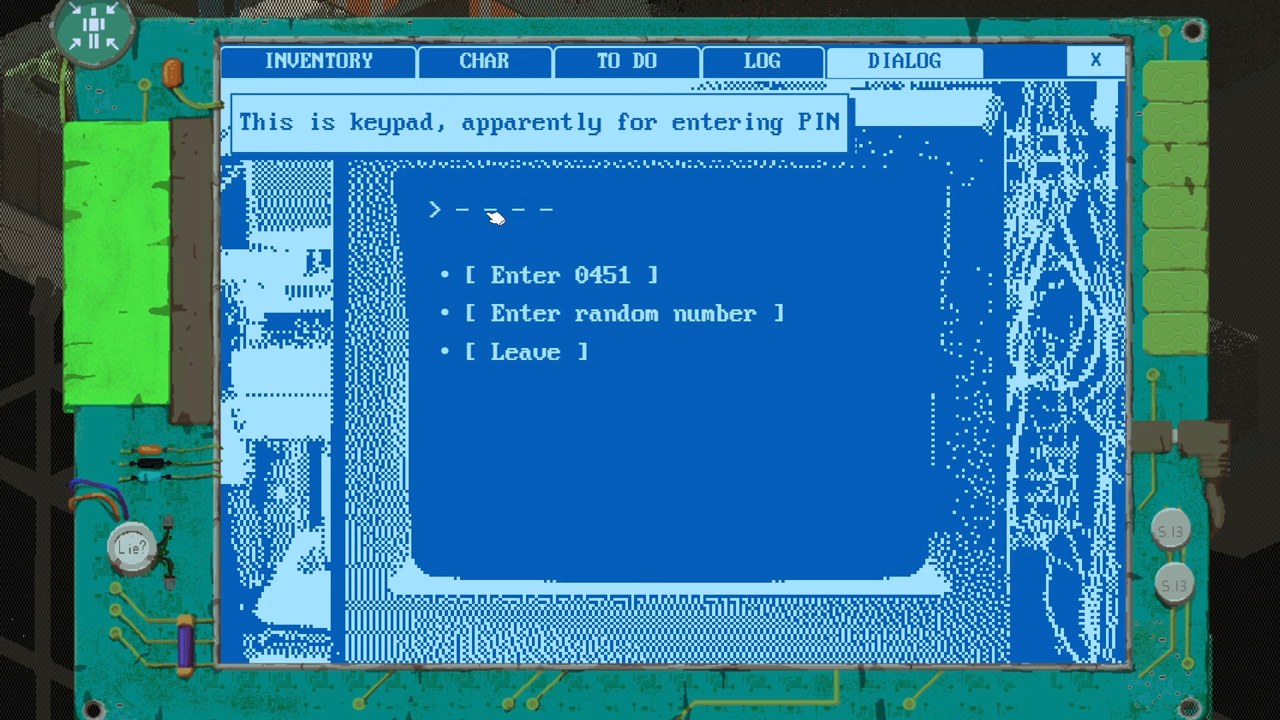 INVENTORY CHAR TO DO LOG DIALOG X
This is keypad, apparently for entering PIN
> _ _ _ _
• [ Enter 0451 ]
• [ Enter random number ]
• [ Leave ]
Lie?
S.13
S.13